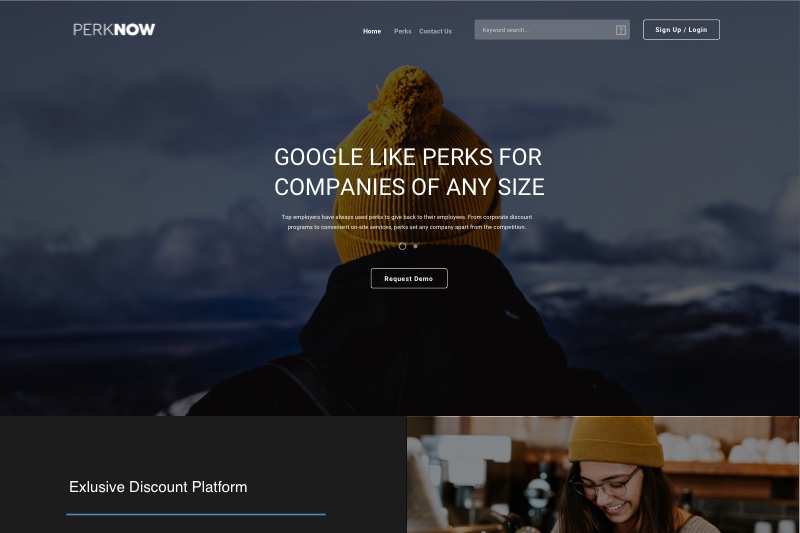 PERKNOW
Home Perks Contact Us
Keyword search...
Sign Up / Login
GOOGLE LIKE PERKS FOR
COMPANIES OF ANY SIZE
Top employers have always used perks to give back to their employees. From corporate discount
programs to convenient on-site services, perks set any company apart from the competition.
Request Demo
Exlusive Discount Platform